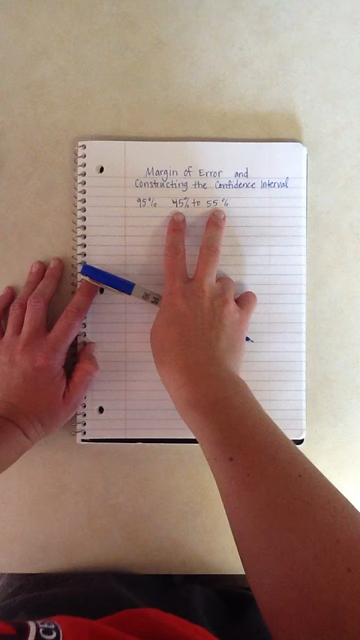 Margin of Error and
Constructing the Confidence Interval
95% 45% to 55%